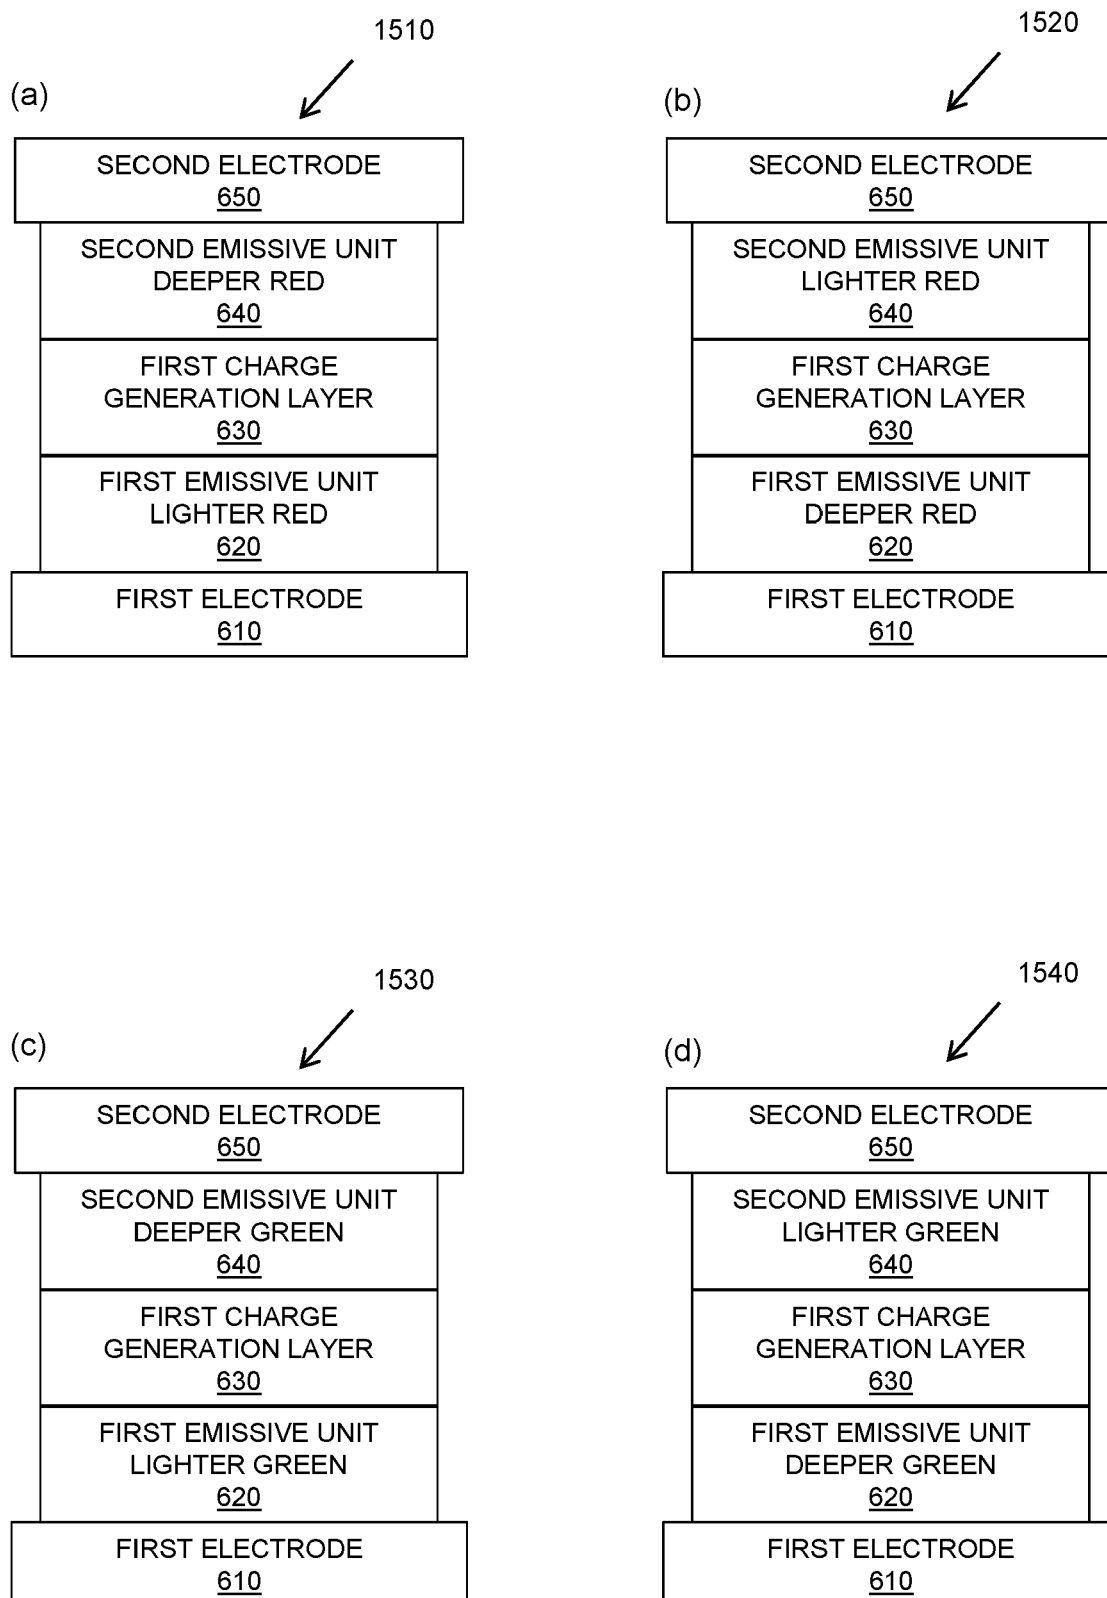 1510
(a)
SECOND ELECTRODE
650
SECOND EMISSIVE UNIT
DEEPER RED
640
FIRST CHARGE
GENERATION LAYER
630
FIRST EMISSIVE UNIT
LIGHTER RED
620
FIRST ELECTRODE
610
1520
(b)
SECOND ELECTRODE
650
SECOND EMISSIVE UNIT
LIGHTER RED
640
FIRST CHARGE
GENERATION LAYER
630
FIRST EMISSIVE UNIT
DEEPER RED
620
FIRST ELECTRODE
610
1530
(c)
SECOND ELECTRODE
650
SECOND EMISSIVE UNIT
DEEPER GREEN
640
FIRST CHARGE
GENERATION LAYER
630
FIRST EMISSIVE UNIT
LIGHTER GREEN
620
FIRST ELECTRODE
610
1540
(d)
SECOND ELECTRODE
650
SECOND EMISSIVE UNIT
LIGHTER GREEN
640
FIRST CHARGE
GENERATION LAYER
630
FIRST EMISSIVE UNIT
DEEPER GREEN
620
FIRST ELECTRODE
610